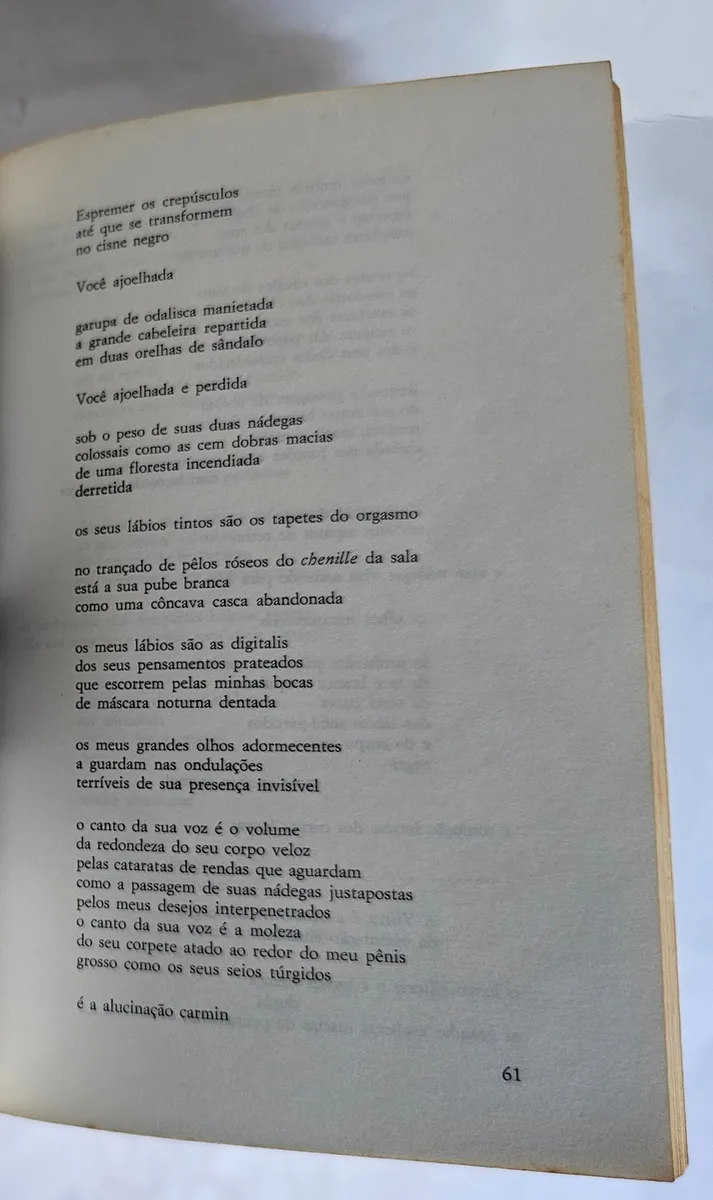 Espremer os crepúsculos
até que se transformem
no cisne negro
Você ajoelhada
garupa de odalisca manietada
a grande cabeleira repartida
em duas orelhas de sândalo
Você ajoelhada e perdida
sob o peso de suas duas nádegas
colossais como as cem dobras macias
de uma floresta incendiada
derretida
os seus lábios tintos são os tapetes do orgasmo
no trançado de pêlos róseos do chenille da sala
está a sua pube branca
como uma côncava casca abandonada
os meus lábios são as digitalis
dos seus pensamentos prateados
que escorrem pelas minhas bocas
de máscara noturna dentada
os meus grandes olhos adormecentes
a guardam nas ondulações
terríveis de sua presença invisível
o canto da sua voz é o volume
da redondeza do seu corpo veloz
pelas cataratas de rendas que aguardam
como a passagem de suas nádegas justapostas
pelos meus desejos interpenetrados
o canto da sua voz é a moleza
do seu corpete atado ao redor do meu pênis
grosso como os seus seios túrgidos
é a alucinação carmin
61